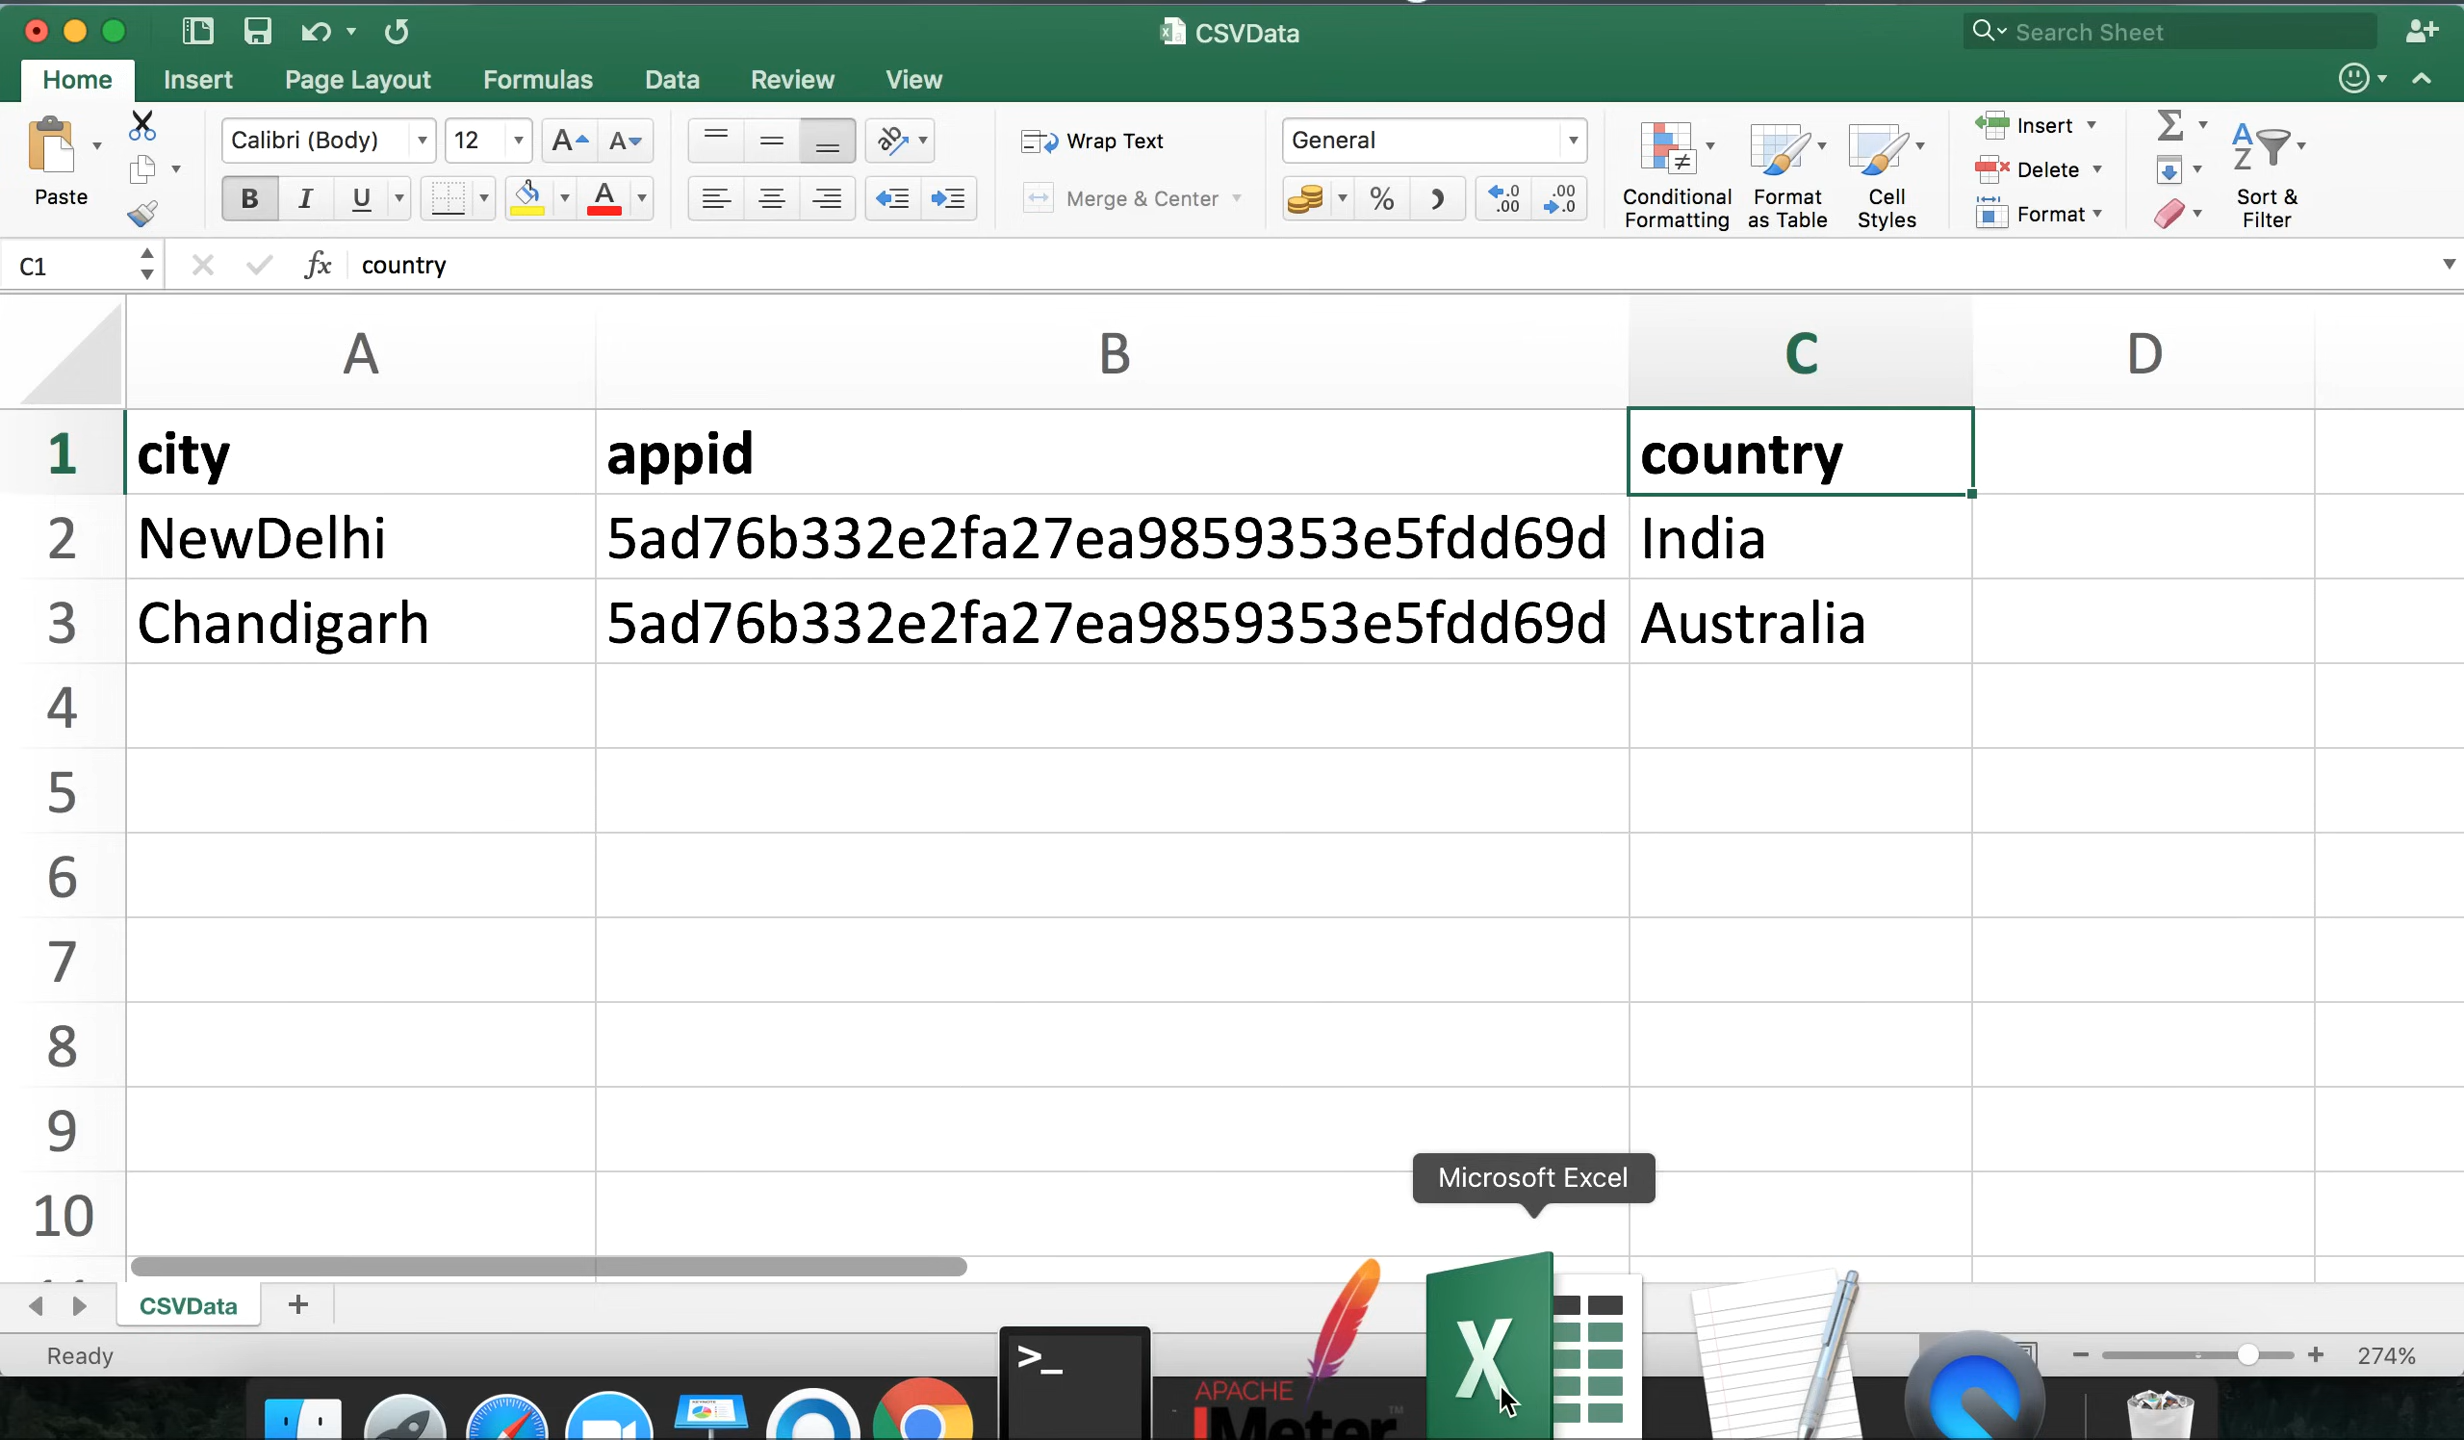 CSVData
Search Sheet
Home Insert Page Layout Formulas Data Review View
Paste
Calibri (Body) 12
Wrap Text
General
Insert
Delete
Format
Merge & Center
Conditional Formatting
Format as Table
Cell Styles
Sort & Filter
C1 fx country
A B C D
1 city appid country
2 NewDelhi 5ad76b332e2fa27ea9859353e5fdd69d India
3 Chandigarh 5ad76b332e2fa27ea9859353e5fdd69d Australia
4
5
6
7
8
9
10
Microsoft Excel
CSVData
Ready
274%
APACHE
JMeter™